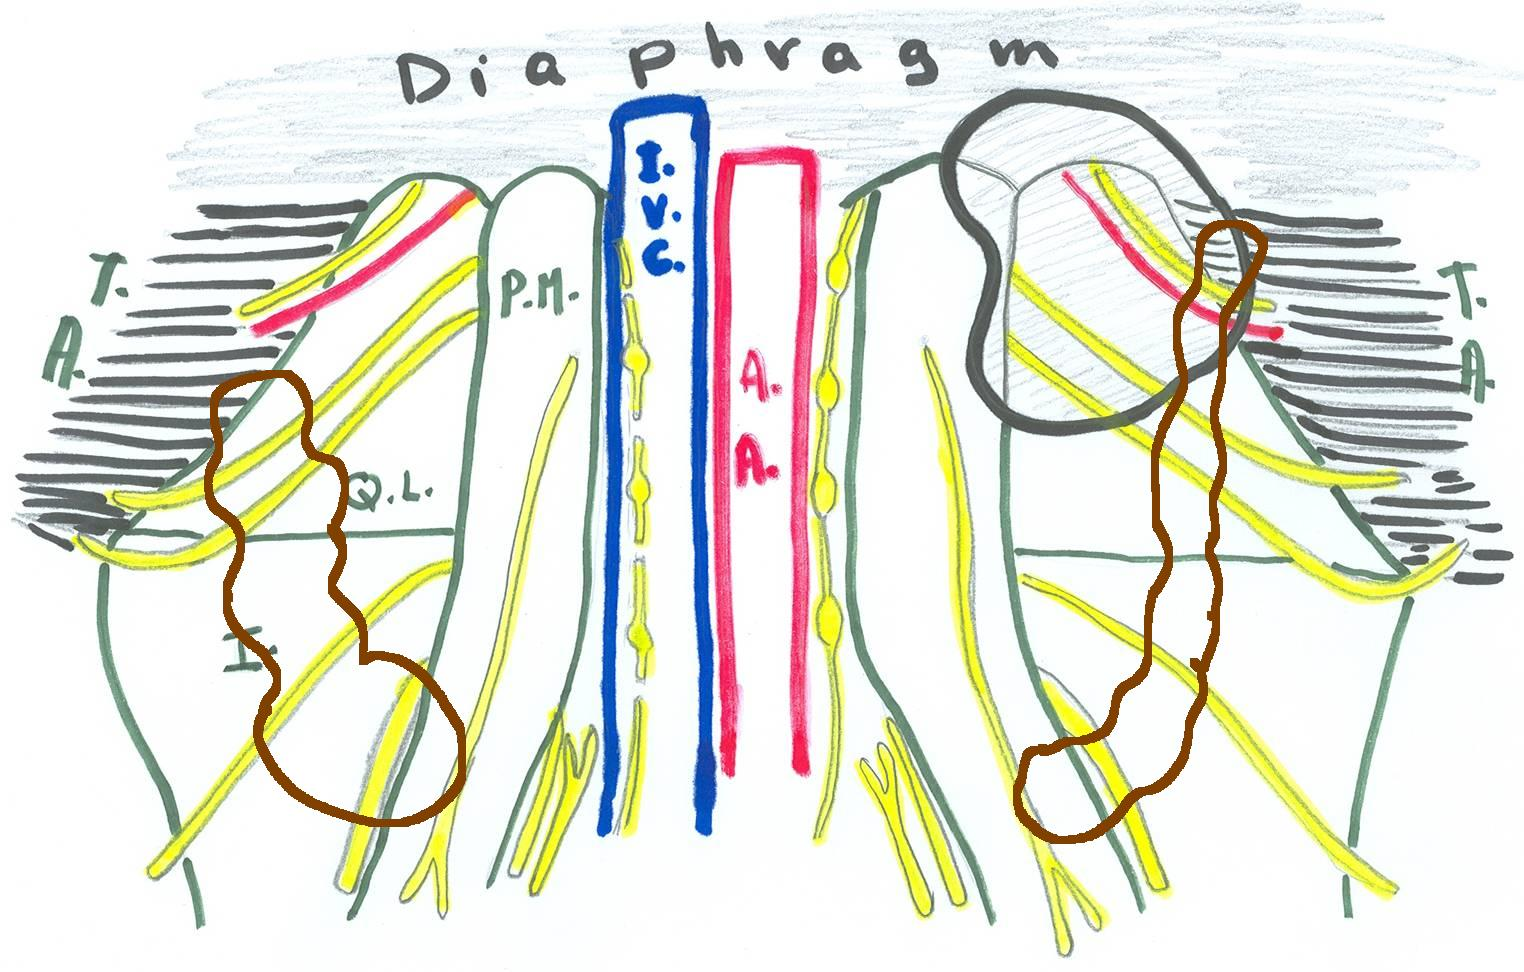 Diaphragm
I.
V.
C.
T.
A.
P.M.
T.
A.
A.
A.
Q.L.
I.